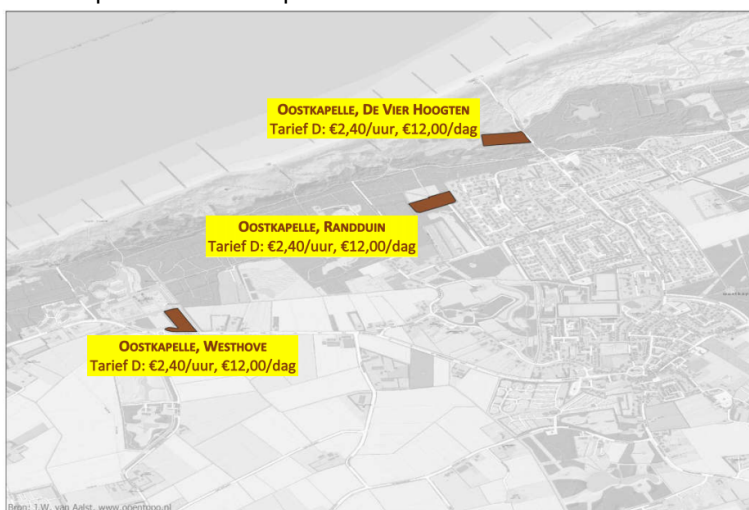 OOSTKAPELLE, DE VIER HOOGTEN
Tarief D: €2,40/uur, €12,00/dag
OOSTKAPELLE, RANDDUIN
Tarief D: €2,40/uur, €12,00/dag
OOSTKAPELLE, WESTHOVE
Tarief D: €2,40/uur, €12,00/dag
Bron: J.W. van Aalst, www.opentopo.nl